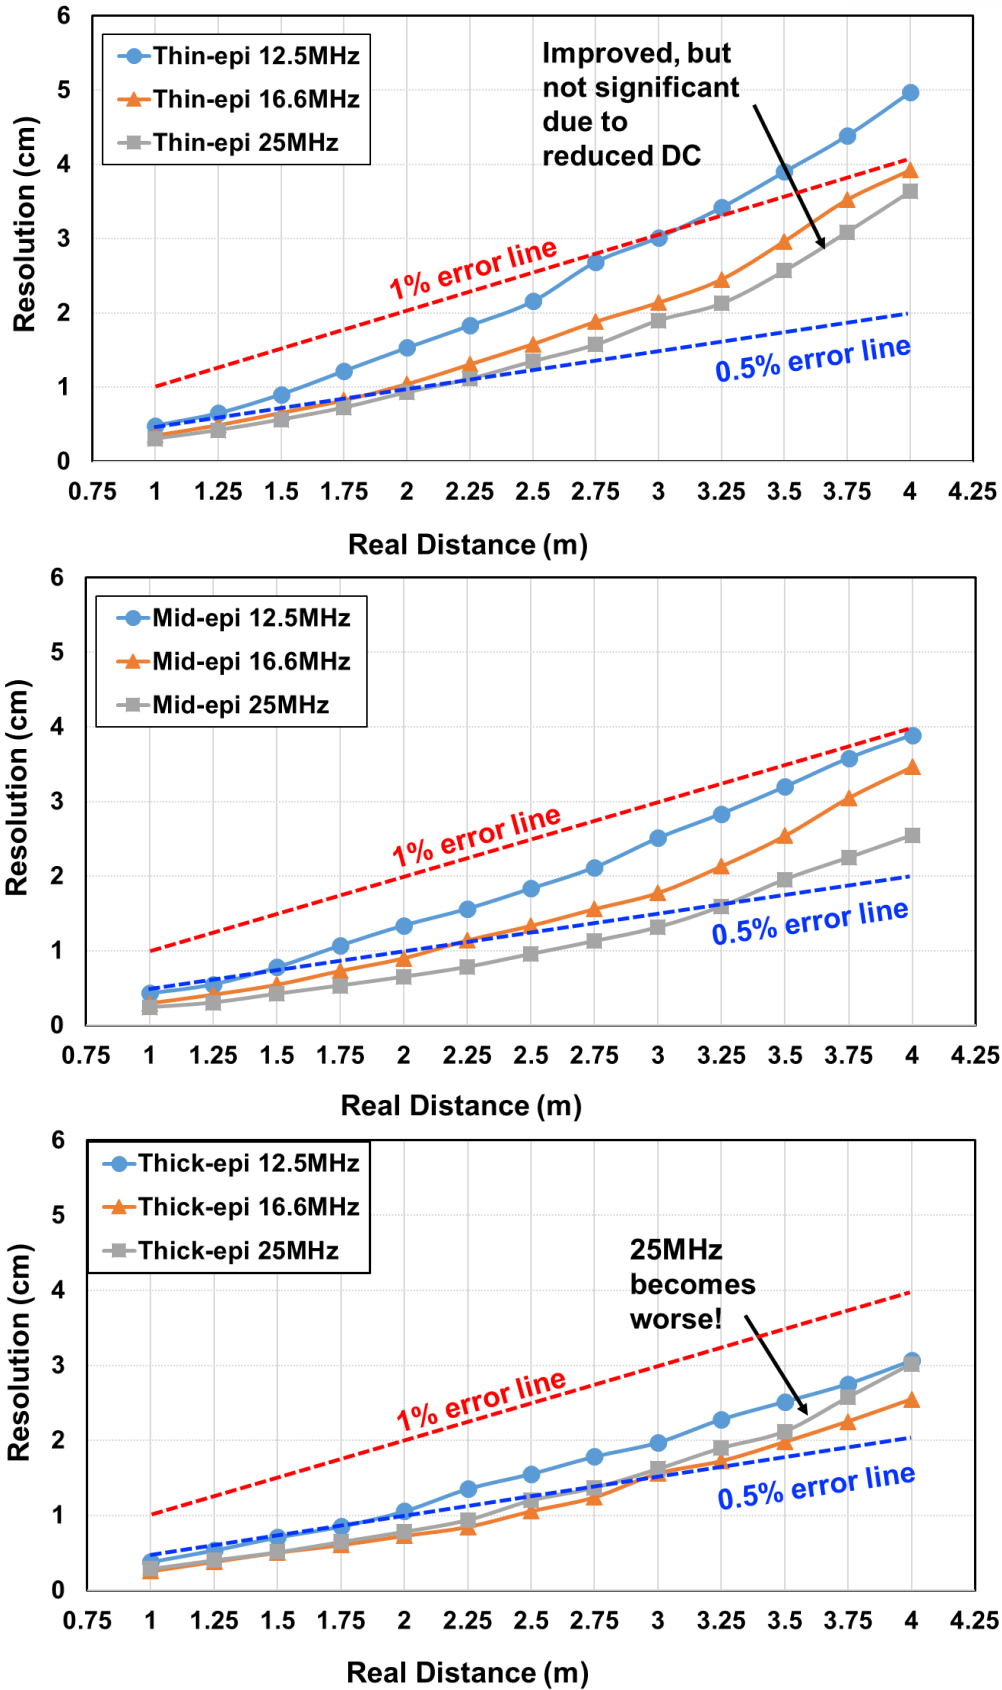 6
5
4
3
2
1
0
Resolution (cm)
Thin-epi 12.5MHz
Thin-epi 16.6MHz
Thin-epi 25MHz
Improved, but
not significant
due to
reduced DC
1% error line
0.5% error line
0.75 1 1.25 1.5 1.75 2 2.25 2.5 2.75 3 3.25 3.5 3.75 4 4.25
Real Distance (m)
6
5
4
3
2
1
0
Resolution (cm)
Mid-epi 12.5MHz
Mid-epi 16.6MHz
Mid-epi 25MHz
1% error line
0.5% error line
0.75 1 1.25 1.5 1.75 2 2.25 2.5 2.75 3 3.25 3.5 3.75 4 4.25
Real Distance (m)
6
5
4
3
2
1
0
Resolution (cm)
Thick-epi 12.5MHz
Thick-epi 16.6MHz
Thick-epi 25MHz
25MHz
becomes
worse!
1% error line
0.5% error line
0.75 1 1.25 1.5 1.75 2 2.25 2.5 2.75 3 3.25 3.5 3.75 4 4.25
Real Distance (m)